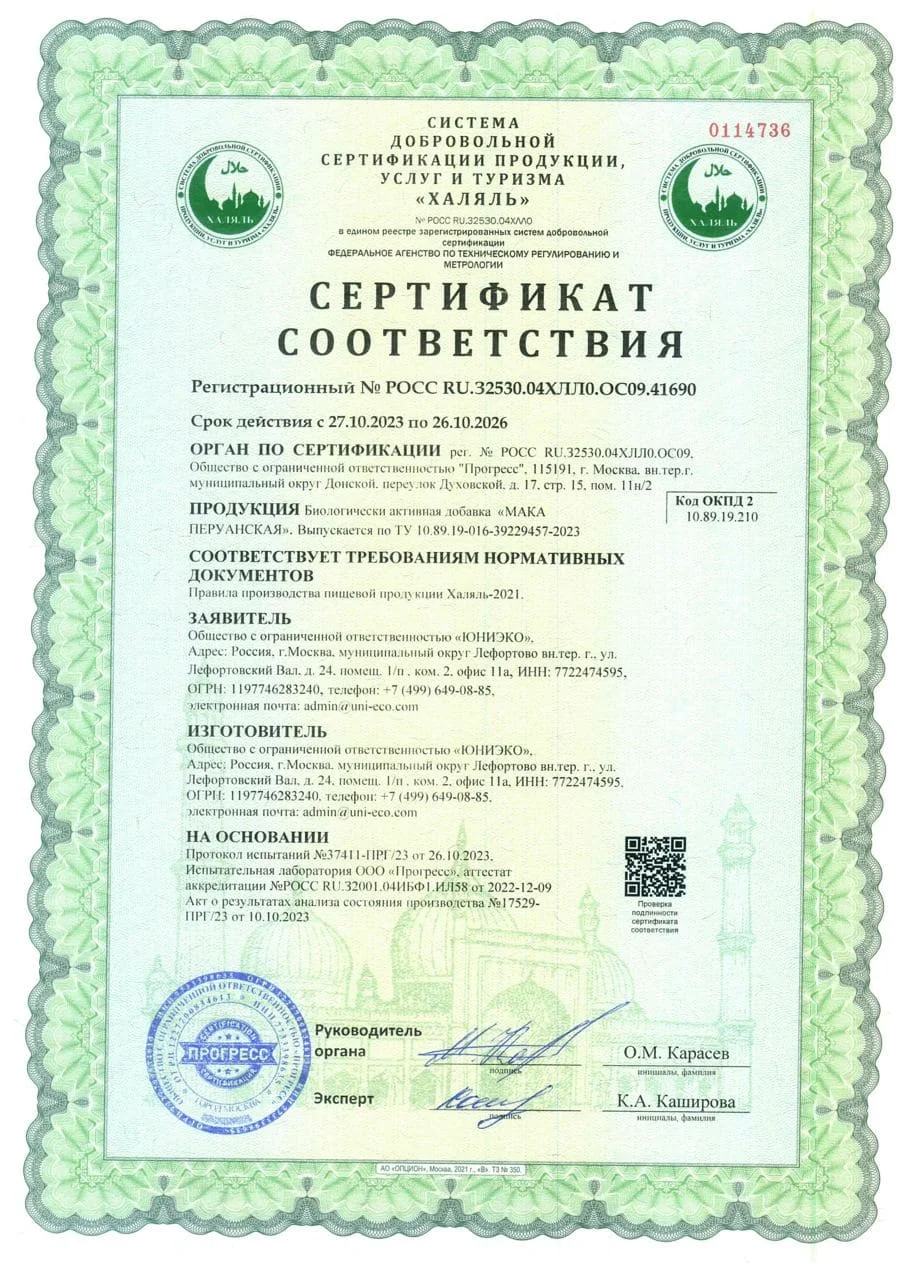 СИСТЕМА
ДОБРОВОЛЬНОЙ
СЕРТИФИКАЦИИ ПРОДУКЦИИ,
УСЛУГ И ТУРИЗМА
«ХАЛЯЛЬ»
0114736
حلال
ХАЛЯЛЬ
СИСТЕМА ДОБРОВОЛЬНОЙ СЕРТИФИКАЦИИ
ПРОДУКЦИИ, УСЛУГ И ТУРИЗМА «ХАЛЯЛЬ»
حلال
ХАЛЯЛЬ
СИСТЕМА ДОБРОВОЛЬНОЙ СЕРТИФИКАЦИИ
ПРОДУКЦИИ, УСЛУГ И ТУРИЗМА «ХАЛЯЛЬ»
№ РОСС RU.32530.04ХЛЛ0
в едином реестре зарегистрированных систем добровольной
сертификации
ФЕДЕРАЛЬНОЕ АГЕНСТВО ПО ТЕХНИЧЕСКОМУ РЕГУЛИРОВАНИЮ И
МЕТРОЛОГИИ
СЕРТИФИКАТ
СООТВЕТСТВИЯ
Регистрационный № РОСС RU.32530.04ХЛЛ0.ОС09.41690
Срок действия с 27.10.2023 по 26.10.2026
ОРГАН ПО СЕРТИФИКАЦИИ рег. № РОСС RU.32530.04ХЛЛ0.ОС09.
Общество с ограниченной ответственностью "Прогресс", 115191, г. Москва, вн.тер.г.
муниципальный округ Донской, переулок Духовской, д. 17, стр. 15, пом. 11н/2
ПРОДУКЦИЯ Биологически активная добавка «МАКА
ПЕРУАНСКАЯ». Выпускается по ТУ 10.89.19-016-39229457-2023
Код ОКПД 2
10.89.19.210
СООТВЕТСТВУЕТ ТРЕБОВАНИЯМ НОРМАТИВНЫХ
ДОКУМЕНТОВ
Правила производства пищевой продукции Халяль-2021.
ЗАЯВИТЕЛЬ
Общество с ограниченной ответственностью «ЮНИЭКО»,
Адрес: Россия, г.Москва, муниципальный округ Лефортово вн.тер. г., ул.
Лефортовский Вал, д. 24, помещ. 1/п , ком. 2, офис 11а, ИНН: 7722474595,
ОГРН: 1197746283240, телефон: +7 (499) 649-08-85,
электронная почта: admin@uni-eco.com
ИЗГОТОВИТЕЛЬ
Общество с ограниченной ответственностью «ЮНИЭКО»,
Адрес: Россия, г.Москва, муниципальный округ Лефортово вн.тер. г., ул.
Лефортовский Вал, д. 24, помещ. 1/п , ком. 2, офис 11а, ИНН: 7722474595,
ОГРН: 1197746283240, телефон: +7 (499) 649-08-85,
электронная почта: admin@uni-eco.com
НА ОСНОВАНИИ
Протокол испытаний №37411-ПРГ/23 от 26.10.2023,
Испытательная лаборатория ООО «Прогресс», аттестат
аккредитации №РОСС RU.32001.04ИБФ1.ИЛ58 от 2022-12-09
Акт о результатах анализа состояния производства №17529-
ПРГ/23 от 10.10.2023
Проверка
подлинности
сертификата
соответствия
CERTIFICATION
ПРОГРЕСС
СЕРТИФИКАЦИЯ
ГОРОД МОСКВА
Руководитель
органа
подпись
О.М. Карасев
инициалы, фамилия
Эксперт
подпись
К.А. Каширова
инициалы, фамилия
АО «ОПЦИОН», Москва, 2021 г., «В». ТЗ № 350.